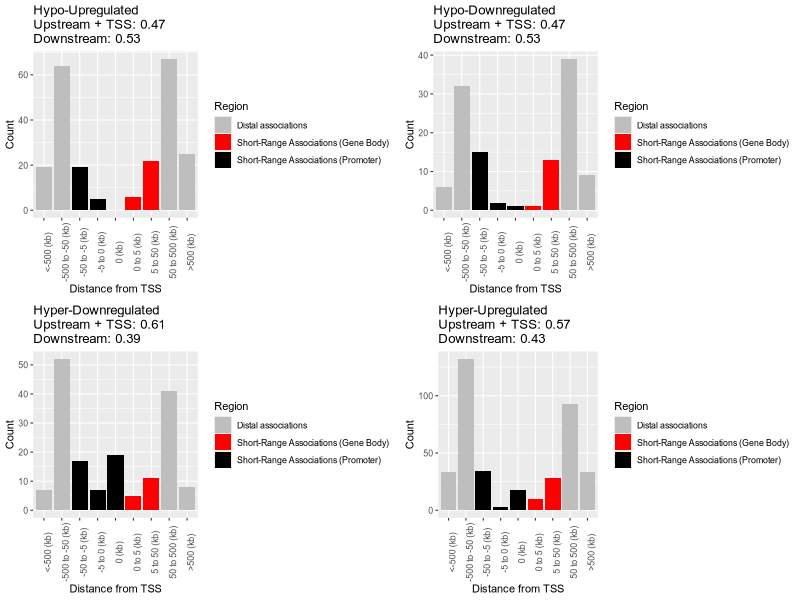 Hypo-Upregulated
Upstream + TSS: 0.47
Downstream: 0.53
60
40
20
0
Count
<-500 (kb)
-500 to -50 (kb)
-50 to -5 (kb)
-5 to 0 (kb)
0 (kb)
0 to 5 (kb)
5 to 50 (kb)
50 to 500 (kb)
>500 (kb)
Distance from TSS
Region
Distal associations
Short-Range Associations (Gene Body)
Short-Range Associations (Promoter)
Hypo-Downregulated
Upstream + TSS: 0.47
Downstream: 0.53
40
30
20
10
0
Count
<-500 (kb)
-500 to -50 (kb)
-50 to -5 (kb)
-5 to 0 (kb)
0 (kb)
0 to 5 (kb)
5 to 50 (kb)
50 to 500 (kb)
>500 (kb)
Distance from TSS
Region
Distal associations
Short-Range Associations (Gene Body)
Short-Range Associations (Promoter)
Hyper-Downregulated
Upstream + TSS: 0.61
Downstream: 0.39
50
40
30
20
10
0
Count
<-500 (kb)
-500 to -50 (kb)
-50 to -5 (kb)
-5 to 0 (kb)
0 (kb)
0 to 5 (kb)
5 to 50 (kb)
50 to 500 (kb)
>500 (kb)
Distance from TSS
Region
Distal associations
Short-Range Associations (Gene Body)
Short-Range Associations (Promoter)
Hyper-Upregulated
Upstream + TSS: 0.57
Downstream: 0.43
100
50
0
Count
<-500 (kb)
-500 to -50 (kb)
-50 to -5 (kb)
-5 to 0 (kb)
0 (kb)
0 to 5 (kb)
5 to 50 (kb)
50 to 500 (kb)
>500 (kb)
Distance from TSS
Region
Distal associations
Short-Range Associations (Gene Body)
Short-Range Associations (Promoter)